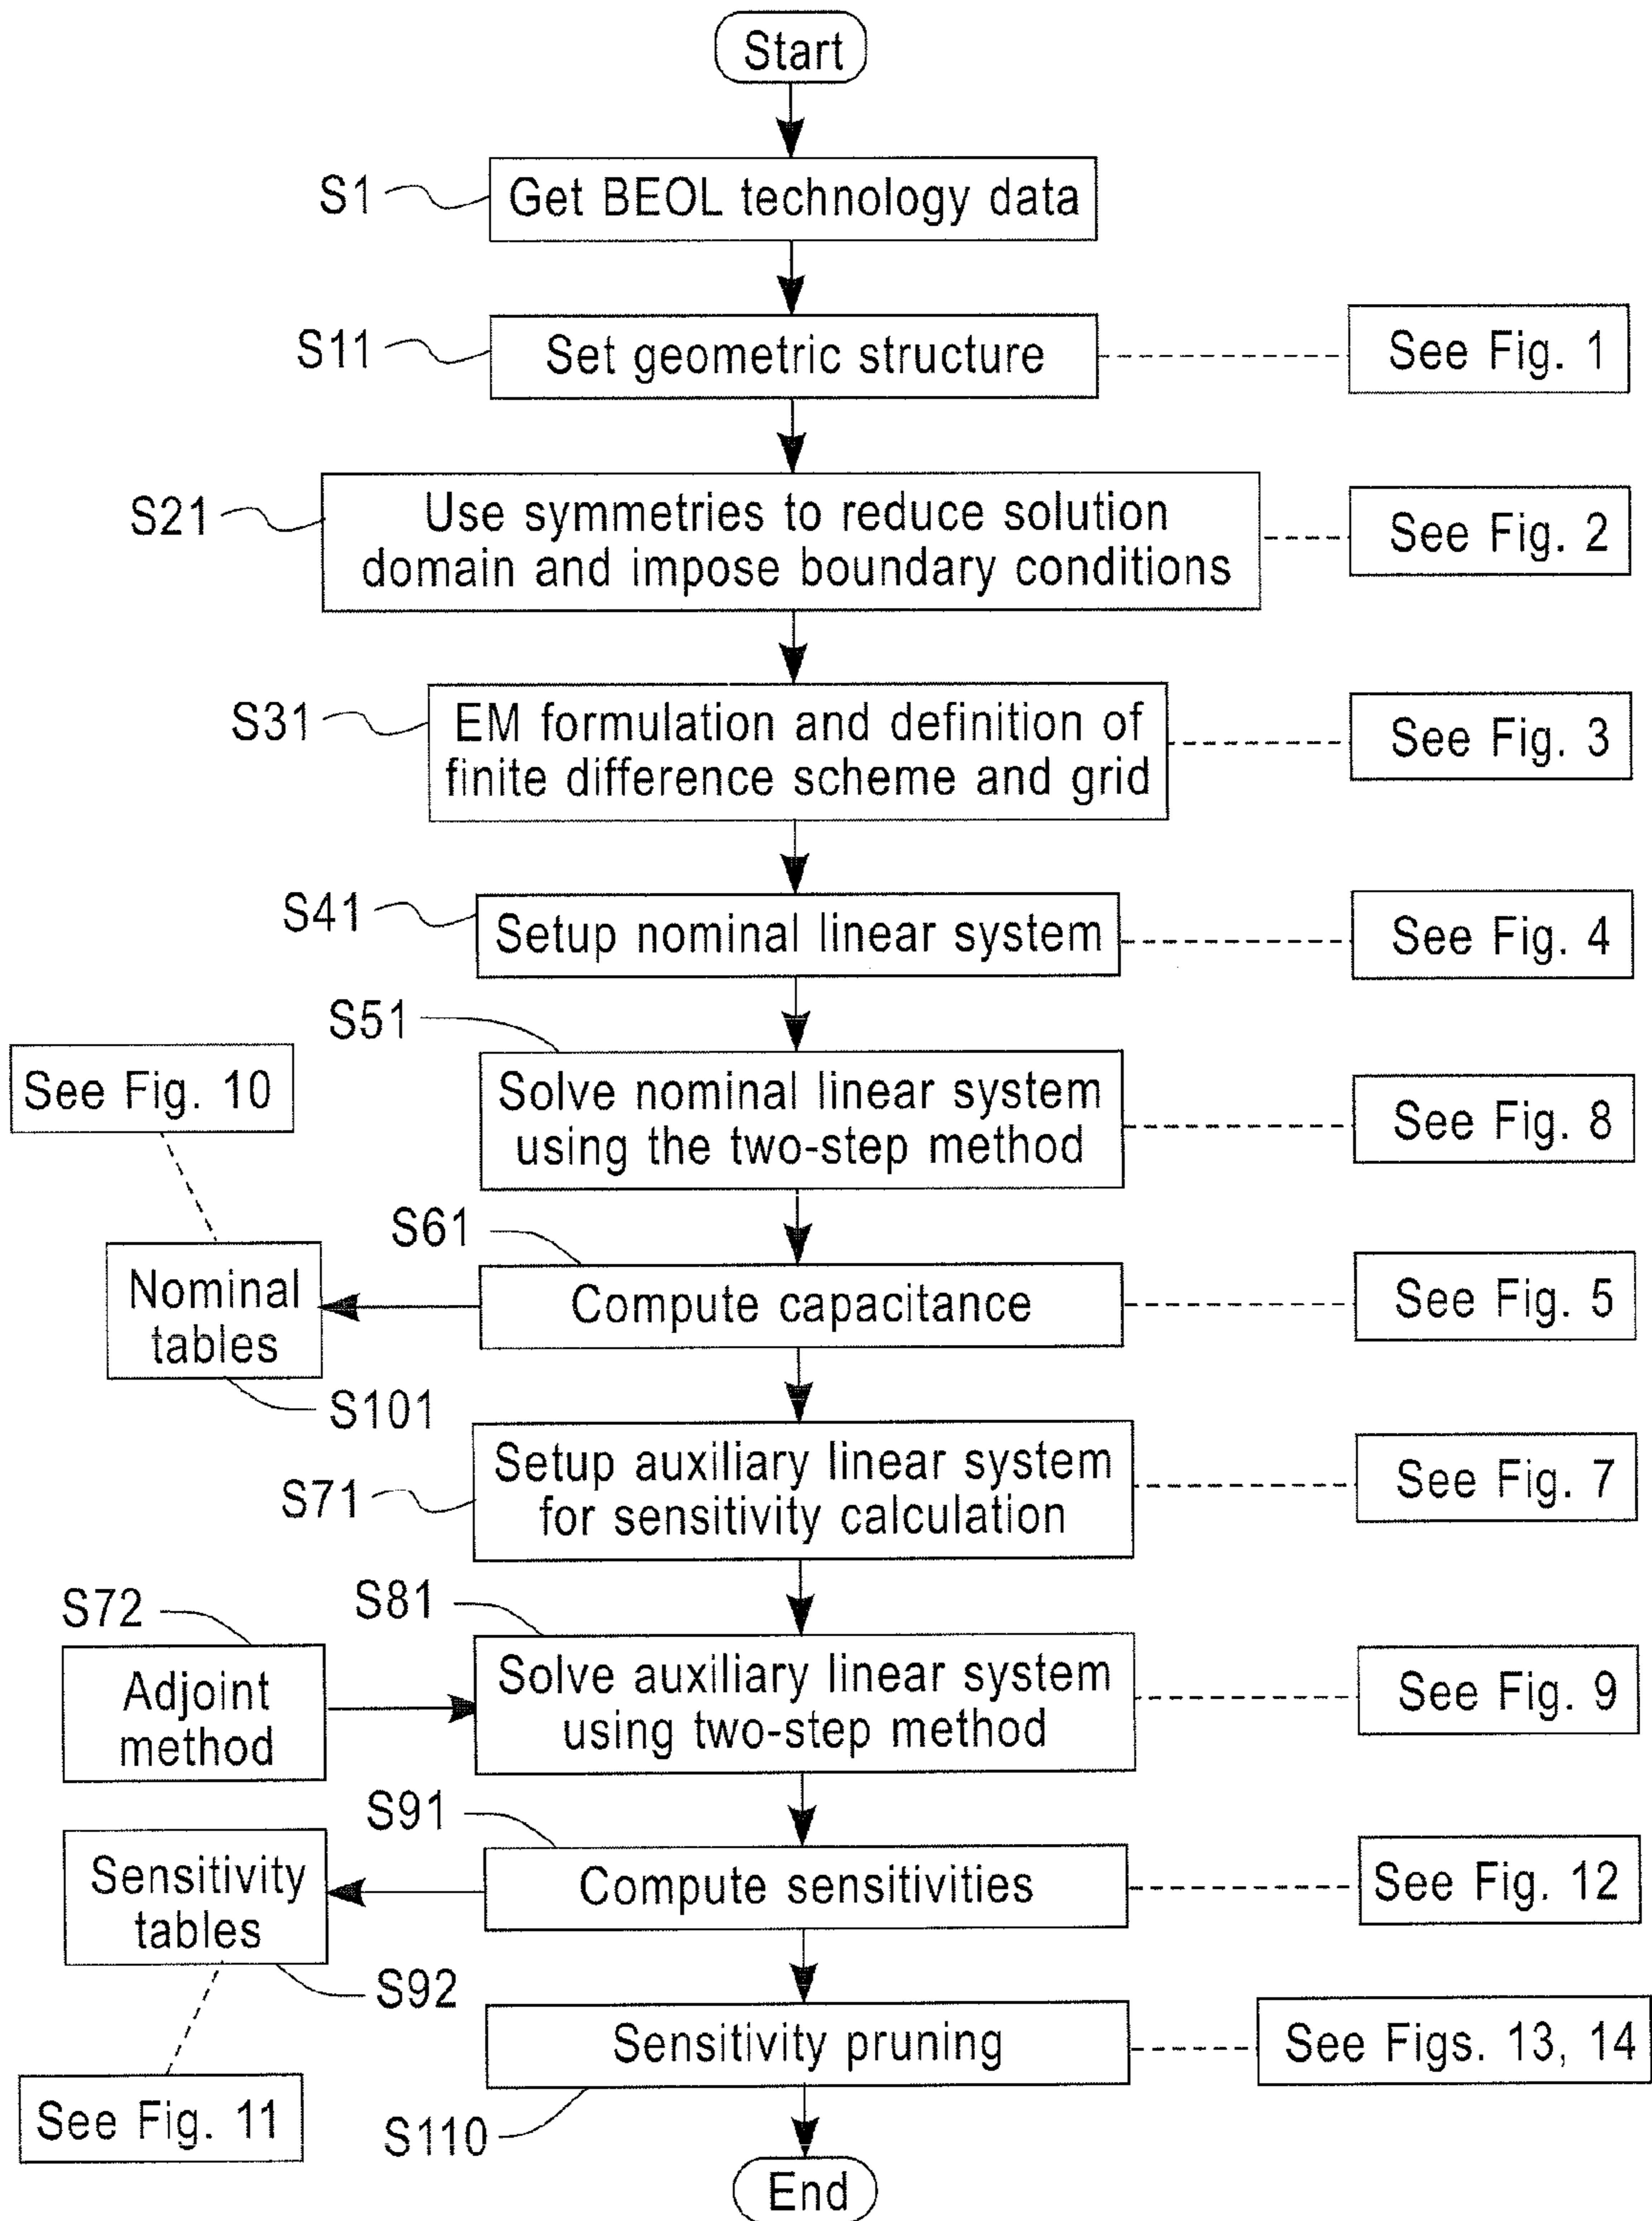 Start
S1
Get BEOL technology data
S11
Set geometric structure
See Fig. 1
S21
Use symmetries to reduce solution
domain and impose boundary conditions
See Fig. 2
S31
EM formulation and definition of
finite difference scheme and grid
See Fig. 3
S41
Setup nominal linear system
See Fig. 4
S51
Solve nominal linear system
using the two-step method
See Fig. 8
See Fig. 10
S61
Compute capacitance
See Fig. 5
Nominal
tables
S101
S71
Setup auxiliary linear system
for sensitivity calculation
See Fig. 7
S72
Adjoint
method
S81
Solve auxiliary linear system
using two-step method
See Fig. 9
S91
Compute sensitivities
See Fig. 12
Sensitivity
tables
S92
See Fig. 11
Sensitivity pruning
See Figs. 13, 14
S110
End